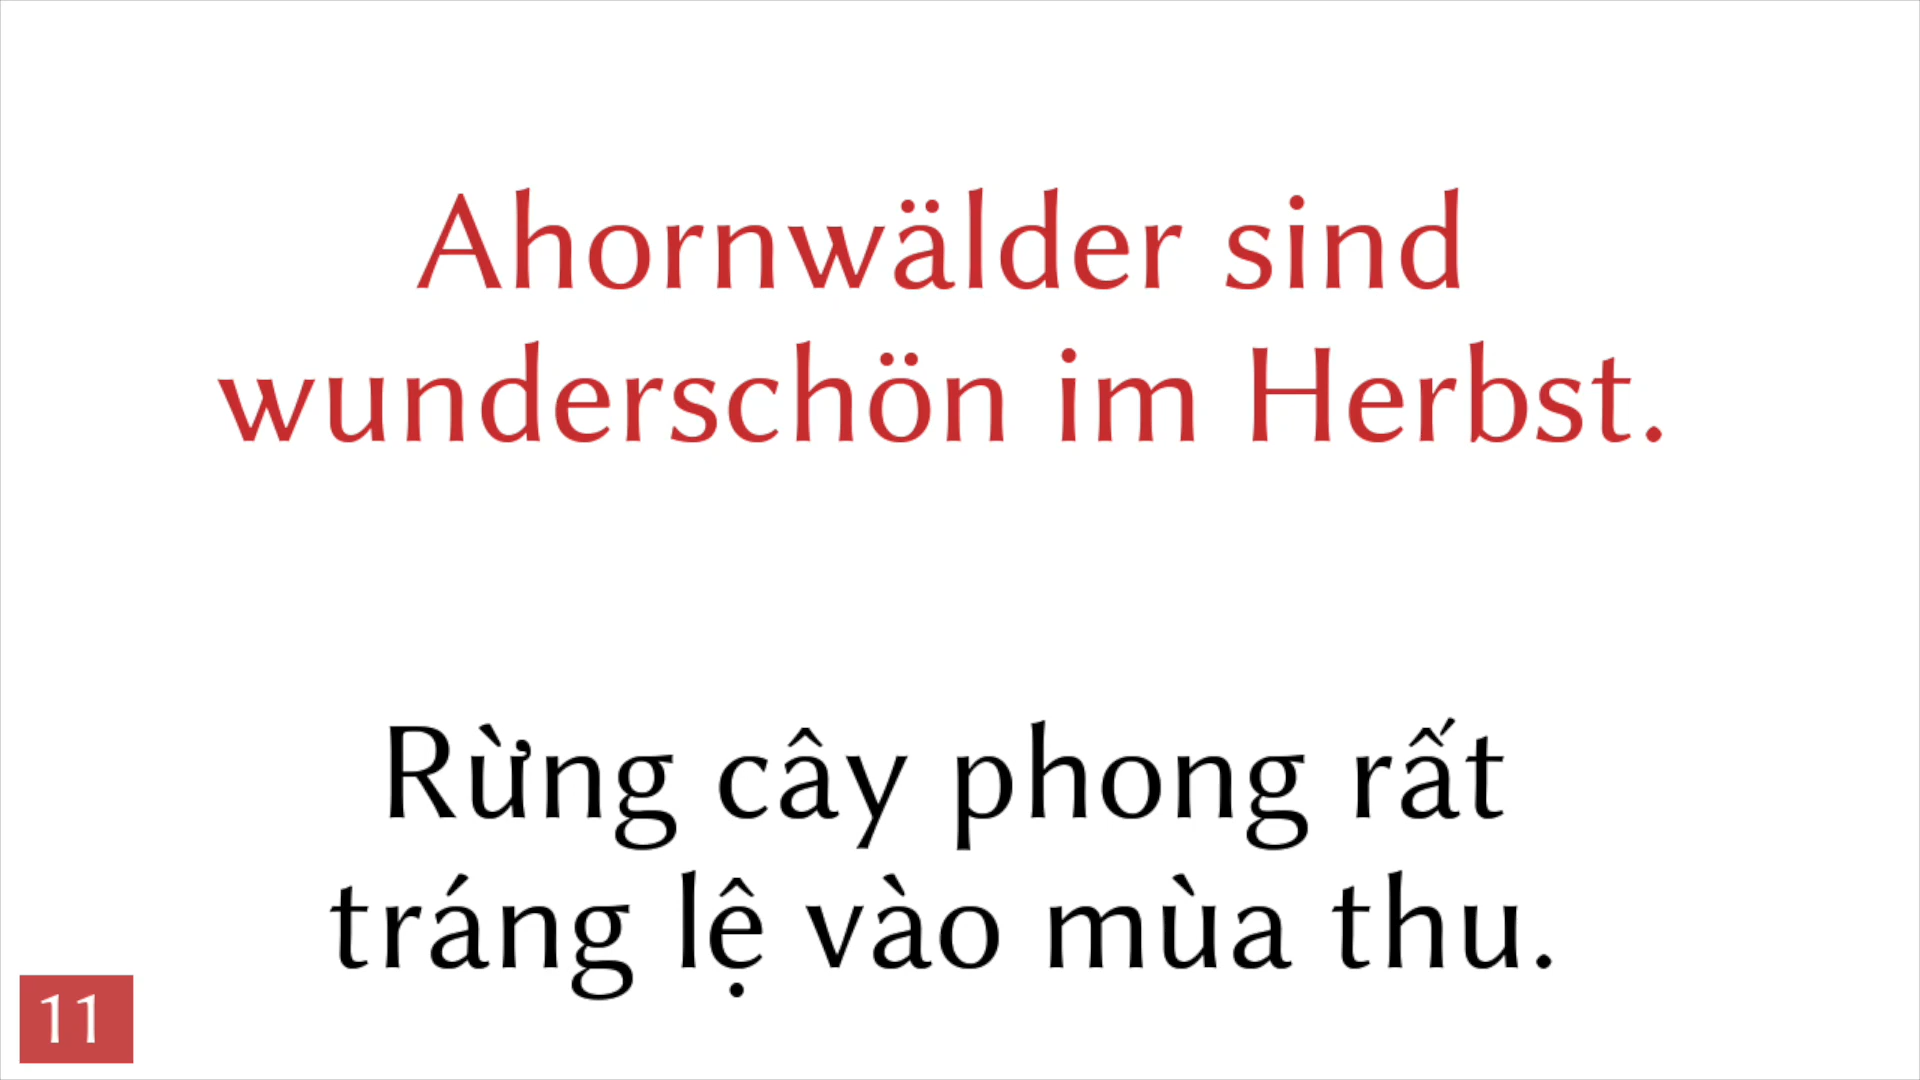 Ahornwälder sind
wunderschön im Herbst.
Rừng cây phong rất
tráng lệ vào mùa thu.
11